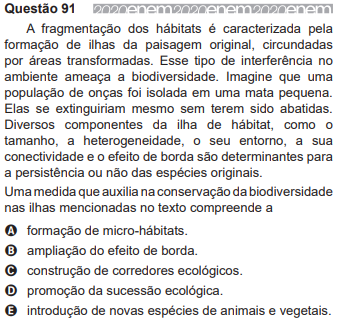 Questão 91 2020enem2020enem2020enem
A fragmentação dos hábitats é caracterizada pela
formação de ilhas da paisagem original, circundadas
por áreas transformadas. Esse tipo de interferência no
ambiente ameaça a biodiversidade. Imagine que uma
população de onças foi isolada em uma mata pequena.
Elas se extinguiriam mesmo sem terem sido abatidas.
Diversos componentes da ilha de hábitat, como o
tamanho, a heterogeneidade, o seu entorno, a sua
conectividade e o efeito de borda são determinantes para
a persistência ou não das espécies originais.
Uma medida que auxilia na conservação da biodiversidade
nas ilhas mencionadas no texto compreende a
A formação de micro-hábitats.
B ampliação do efeito de borda.
C construção de corredores ecológicos.
D promoção da sucessão ecológica.
E introdução de novas espécies de animais e vegetais.